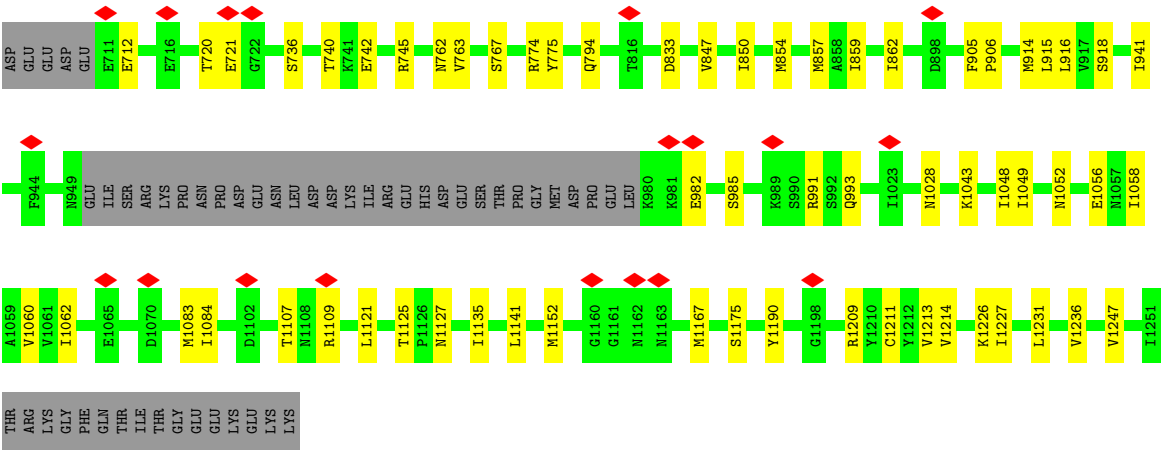 ASP GLU GLU ASP GLU E711 E712 E716 T720 E721 G722 S736 T740 K741 E742 R745 N762 V763 S767 R774 Y775 Q794 T816 D833 V847 I850 M854 M857 A858 I859 I862 D898 F905 P906 M914 L915 L916 V917 S918 I941
F944 N949 GLU ILE SER ARG LYS PRO ASN PRO ASP GLU ASN LEU ASP ASP LYS ILE ARG GLU HIS ASP GLU SER THR PRO GLY MET ASP PRO GLU LEU K980 K981 E982 S985 K989 S990 R991 S992 Q993 I1023 N1028 K1043 I1048 I1049 N1052 E1056 N1057 I1058
A1059 V1060 V1061 I1062 E1065 D1070 M1083 I1084 D1102 T1107 N1108 R1109 L1121 T1125 P1126 N1127 I1135 L1141 M1152 G1160 G1161 N1162 N1163 M1167 S1175 Y1190 G1198 R1209 Y1210 C1211 Y1212 V1213 V1214 K1226 I1227 L1231 V1236 V1247 I1251
THR ARG LYS GLY PHE GLN THR ILE THR GLY GLU GLU LYS GLU LYS LYS